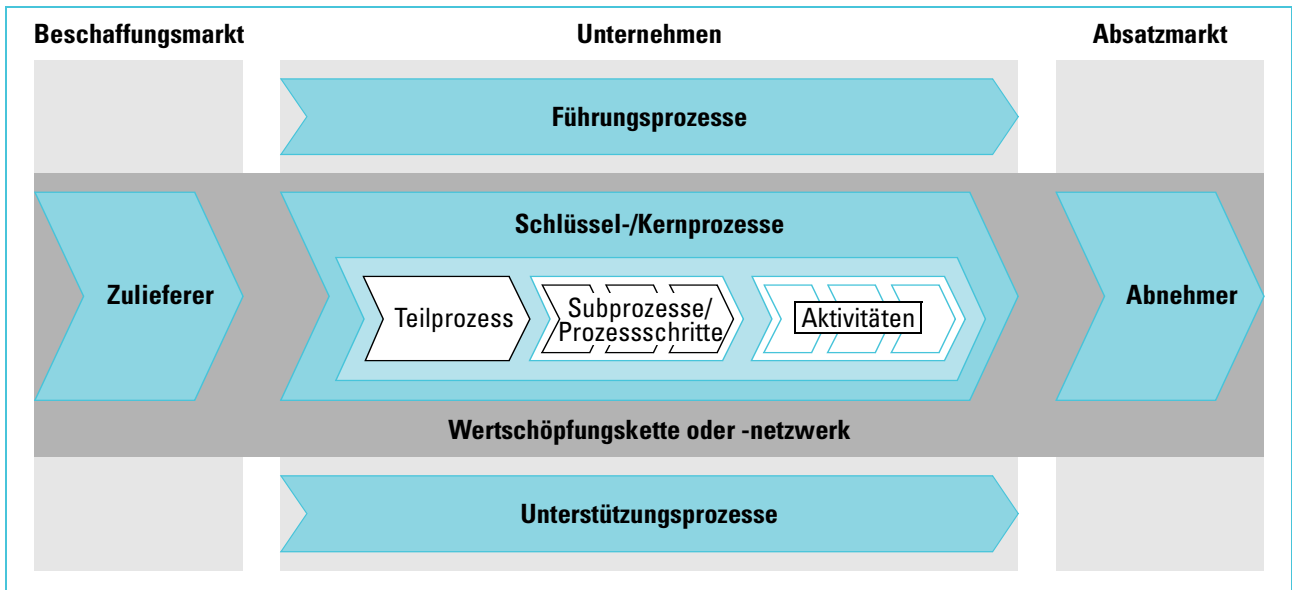 Beschaffungsmarkt
Unternehmen
Absatzmarkt
Führungsprozesse
Schlüssel-/Kernprozesse
Zulieferer
Teilprozess
Subprozesse/
Prozessschritte
Aktivitäten
Abnehmer
Wertschöpfungskette oder -netzwerk
Unterstützungsprozesse